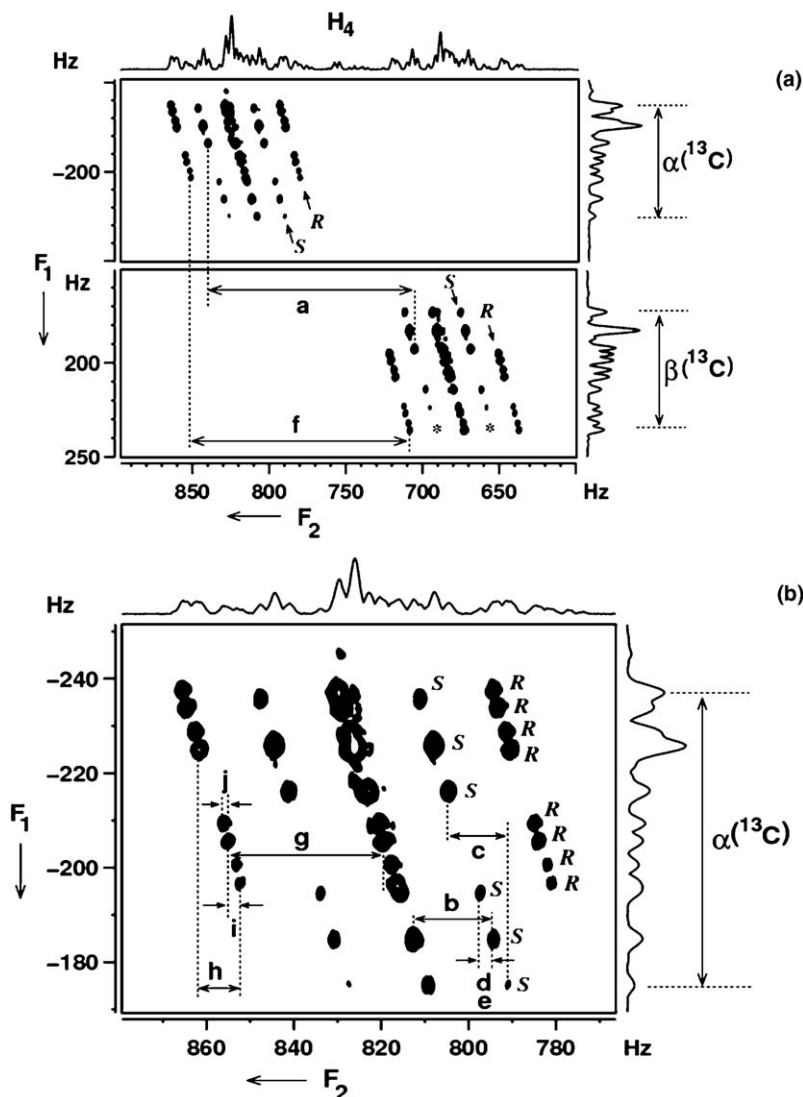 H4
Hz
(a)
-200
α(13C)
R
S
F1
Hz
a
S
R
200
β(13C)
f
*
*
250
850
800
750
700
650
Hz
F2
Hz
(b)
-240
S
R
R
S
R
R
-220
j
S
F1
g
c
R
R
α(13C)
-200
R
R
S
b
i
S
-180
h
d
e
S
860
840
820
800
780
Hz
F2